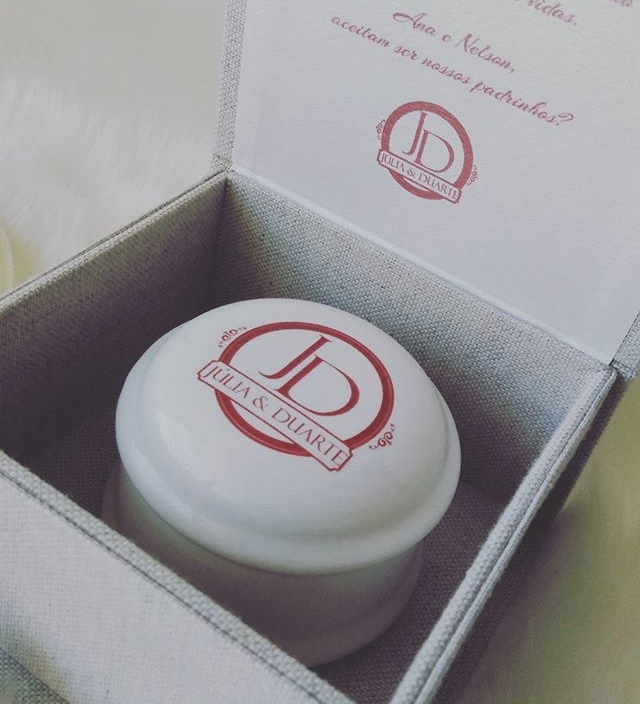 vidas.
Ana e Nelson,
aceitam ser nossos padrinhos?
JD
JÚLIA & DUARTE
JD
JÚLIA & DUARTE